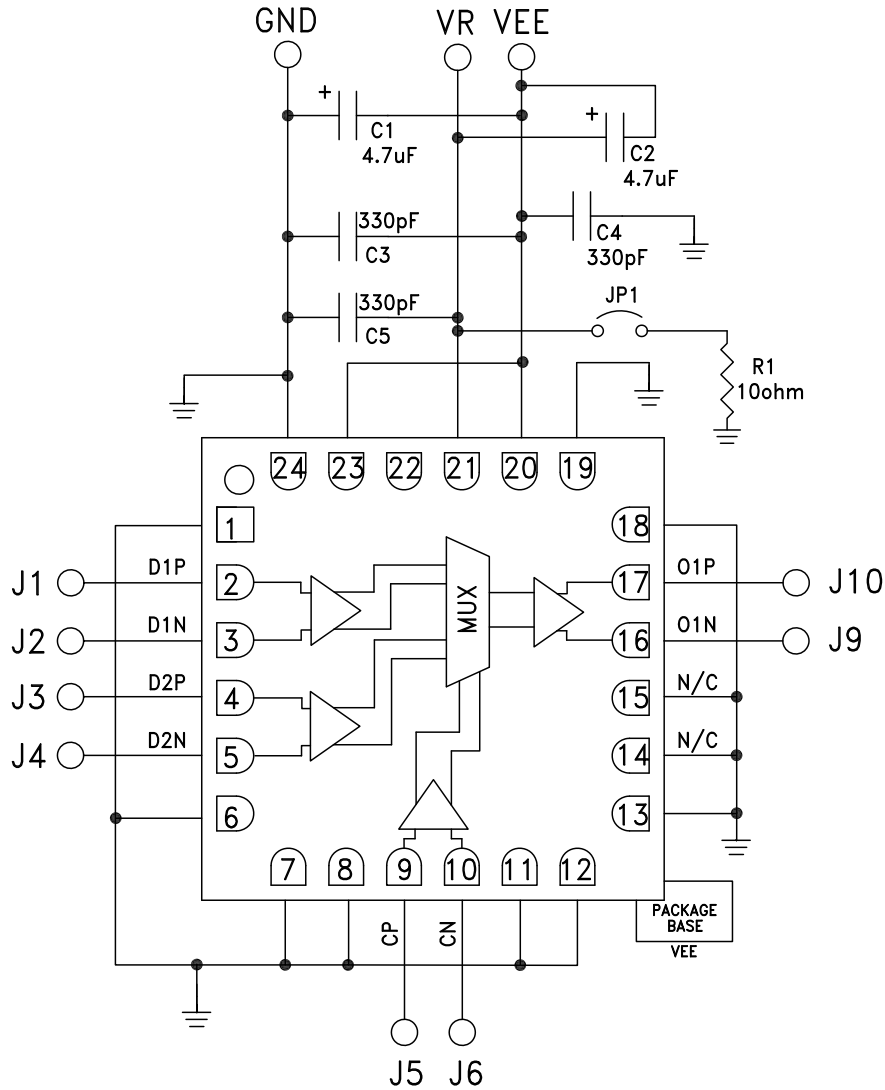 GND VR VEE
+
C1
4.7uF
+
C2
4.7uF
330pF
C3
C4
330pF
330pF
C5
JP1
R1
10ohm
24 23 22 21 20 19
1 18
J1 D1P 2 17 O1P J10
J2 D1N 3 MUX 16 O1N J9
J3 D2P 4 15 N/C
J4 D2N 5 14 N/C
6 13
7 8 9 10 11 12
CP CN
PACKAGE
BASE
VEE
J5 J6